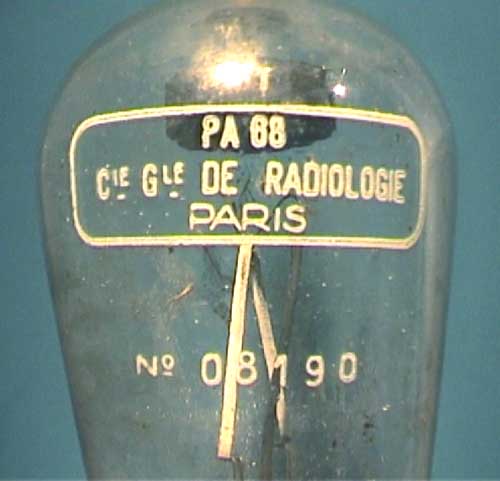 PA 68
CIE GLE DE RADIOLOGIE
PARIS
No 08190